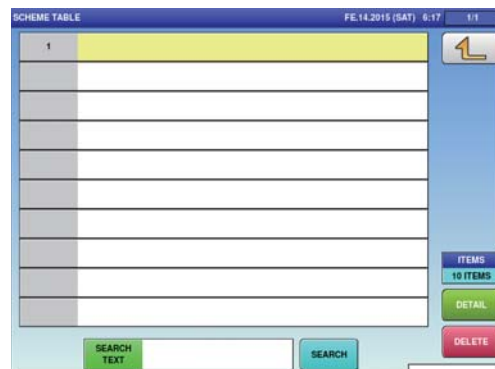 SCHEME TABLE FE.14.2015 (SAT) 6:17 1/1
1
ITEMS
10 ITEMS
DETAIL
DELETE
SEARCH
TEXT
SEARCH